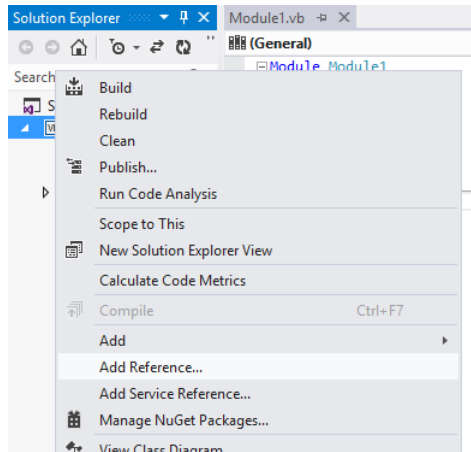 Solution Explorer
Module1.vb
(General)
Module Module1
Search
S
Build
Rebuild
Clean
Publish...
Run Code Analysis
Scope to This
New Solution Explorer View
Calculate Code Metrics
Compile Ctrl+F7
Add
Add Reference...
Add Service Reference...
Manage NuGet Packages...
View Class Diagram